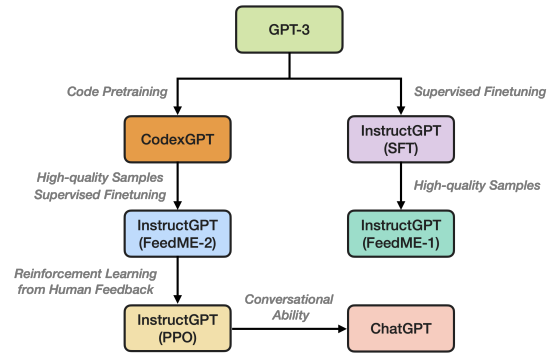 GPT-3
Code Pretraining
Supervised Finetuning
CodexGPT
InstructGPT
(SFT)
High-quality Samples
Supervised Finetuning
High-quality Samples
InstructGPT
(FeedME-2)
InstructGPT
(FeedME-1)
Reinforcement Learning
from Human Feedback
InstructGPT
(PPO)
Conversational
Ability
ChatGPT